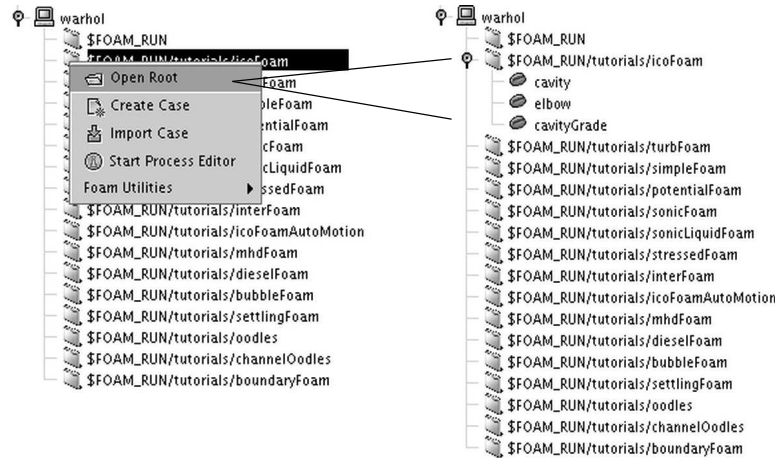 warhol
$FOAM_RUN
$FOAM_RUN/tutorials/icoFoam
Open Root
Foam
Create Case
pleFoam
Import Case
entialFoam
icFoam
Start Process Editor
icLiquidFoam
Foam Utilities
ssedFoam
$FOAM_RUN/tutorials/interFoam
$FOAM_RUN/tutorials/icoFoamAutoMotion
$FOAM_RUN/tutorials/mhdFoam
$FOAM_RUN/tutorials/dieselFoam
$FOAM_RUN/tutorials/bubbleFoam
$FOAM_RUN/tutorials/settlingFoam
$FOAM_RUN/tutorials/oodles
$FOAM_RUN/tutorials/channelOodles
$FOAM_RUN/tutorials/boundaryFoam
warhol
$FOAM_RUN
$FOAM_RUN/tutorials/icoFoam
cavity
elbow
cavityGrade
$FOAM_RUN/tutorials/turbFoam
$FOAM_RUN/tutorials/simpleFoam
$FOAM_RUN/tutorials/potentialFoam
$FOAM_RUN/tutorials/sonicFoam
$FOAM_RUN/tutorials/sonicLiquidFoam
$FOAM_RUN/tutorials/stressedFoam
$FOAM_RUN/tutorials/interFoam
$FOAM_RUN/tutorials/icoFoamAutoMotion
$FOAM_RUN/tutorials/mhdFoam
$FOAM_RUN/tutorials/dieselFoam
$FOAM_RUN/tutorials/bubbleFoam
$FOAM_RUN/tutorials/settlingFoam
$FOAM_RUN/tutorials/oodles
$FOAM_RUN/tutorials/channelOodles
$FOAM_RUN/tutorials/boundaryFoam